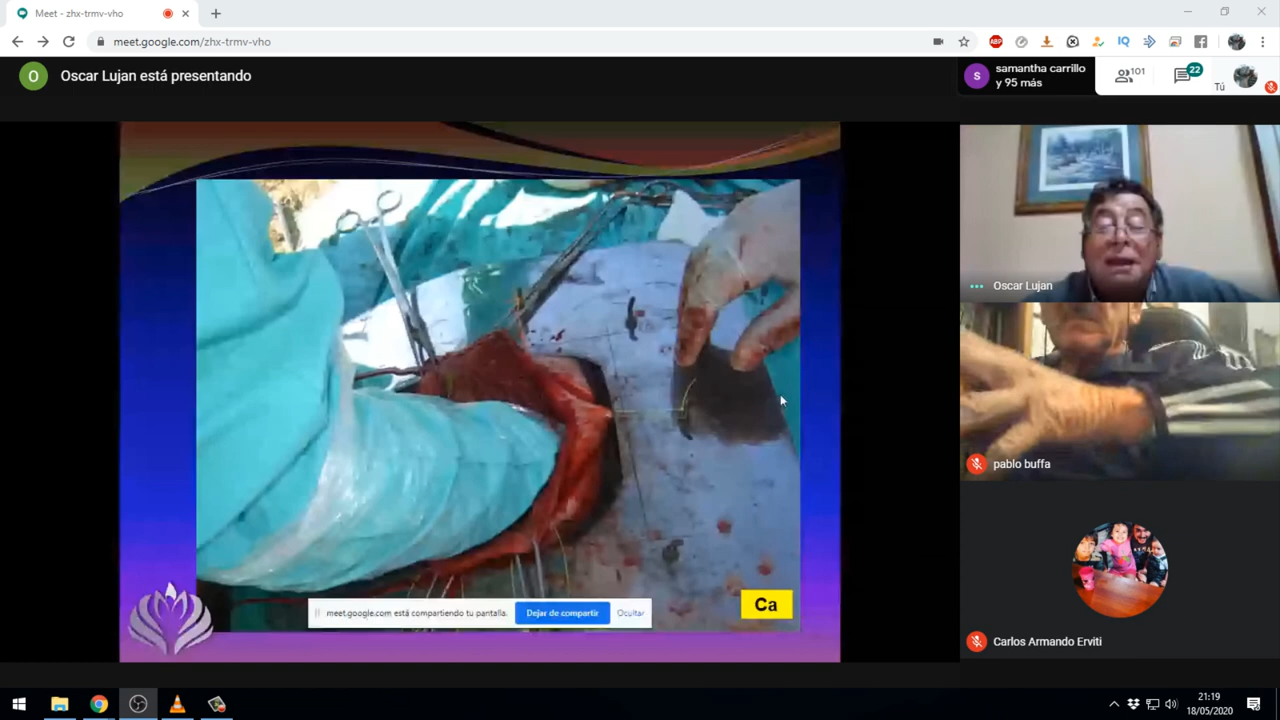 Meet - zhx-trmv-vho
meet.google.com/zhx-trmv-vho
ABP
IQ
O
Oscar Lujan está presentando
S
samantha carrillo
y 95 más
101
22
Tú
Oscar Lujan
pablo buffa
Carlos Armando Erviti
Ca
meet.google.com está compartiendo tu pantalla.
Dejar de compartir
Ocultar
21:19
18/05/2020